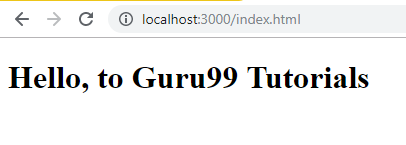 localhost:3000/index.html
Hello, to Guru99 Tutorials